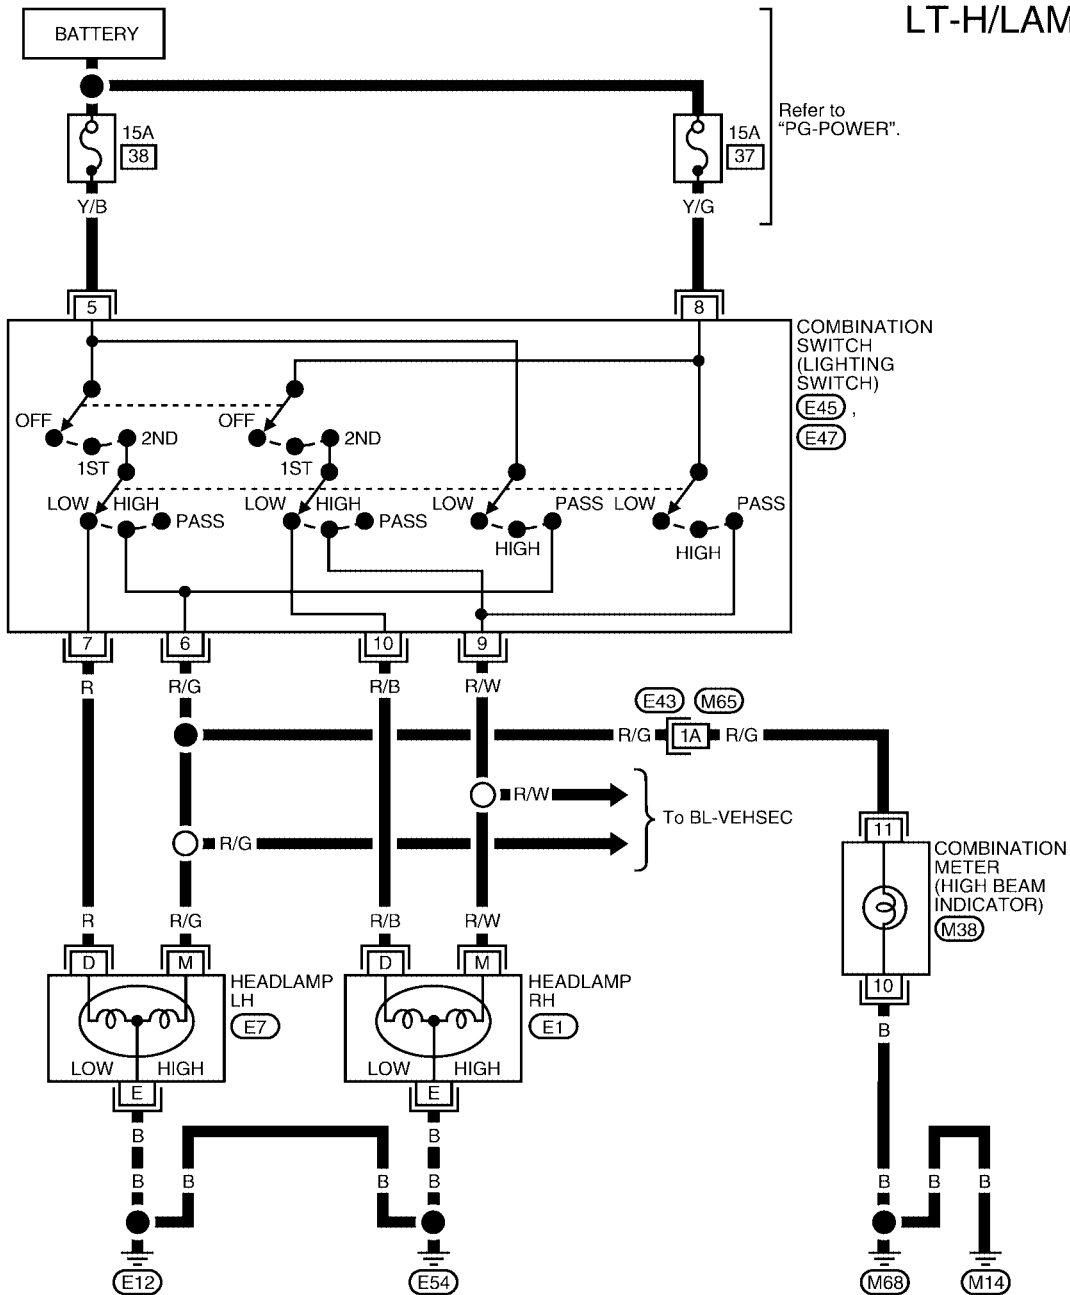 LT-H/LAM
BATTERY
Refer to
"PG-POWER".
15A
38
15A
37
Y/B
Y/G
5
8
COMBINATION
SWITCH
(LIGHTING
SWITCH)
E45 ,
E47
OFF
1ST
2ND
OFF
1ST
2ND
LOW
HIGH
PASS
LOW
HIGH
PASS
LOW
HIGH
PASS
LOW
HIGH
PASS
7
6
10
9
R
R/G
R/B
R/W
E43
M65
R/G
1A
R/G
R/W
To BL-VEHSEC
R/G
11
COMBINATION
METER
(HIGH BEAM
INDICATOR)
M38
R
R/G
R/B
R/W
D
M
D
M
HEADLAMP
LH
E7
HEADLAMP
RH
E1
10
LOW
HIGH
LOW
HIGH
E
E
B
B
B
B
B
B
B
B
B
B
E12
E54
M68
M14